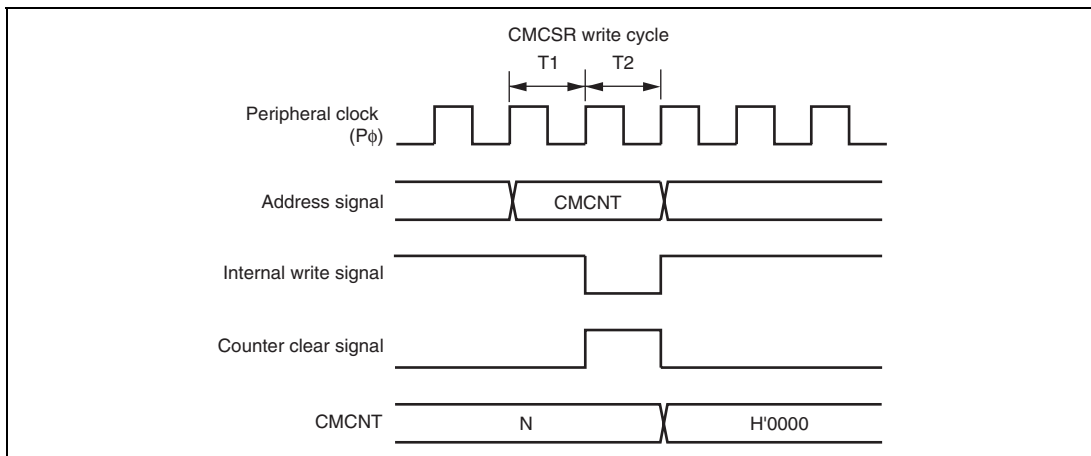 CMCSR write cycle
T1 T2
Peripheral clock
(Pϕ)
Address signal CMCNT
Internal write signal
Counter clear signal
CMCNT N H'0000